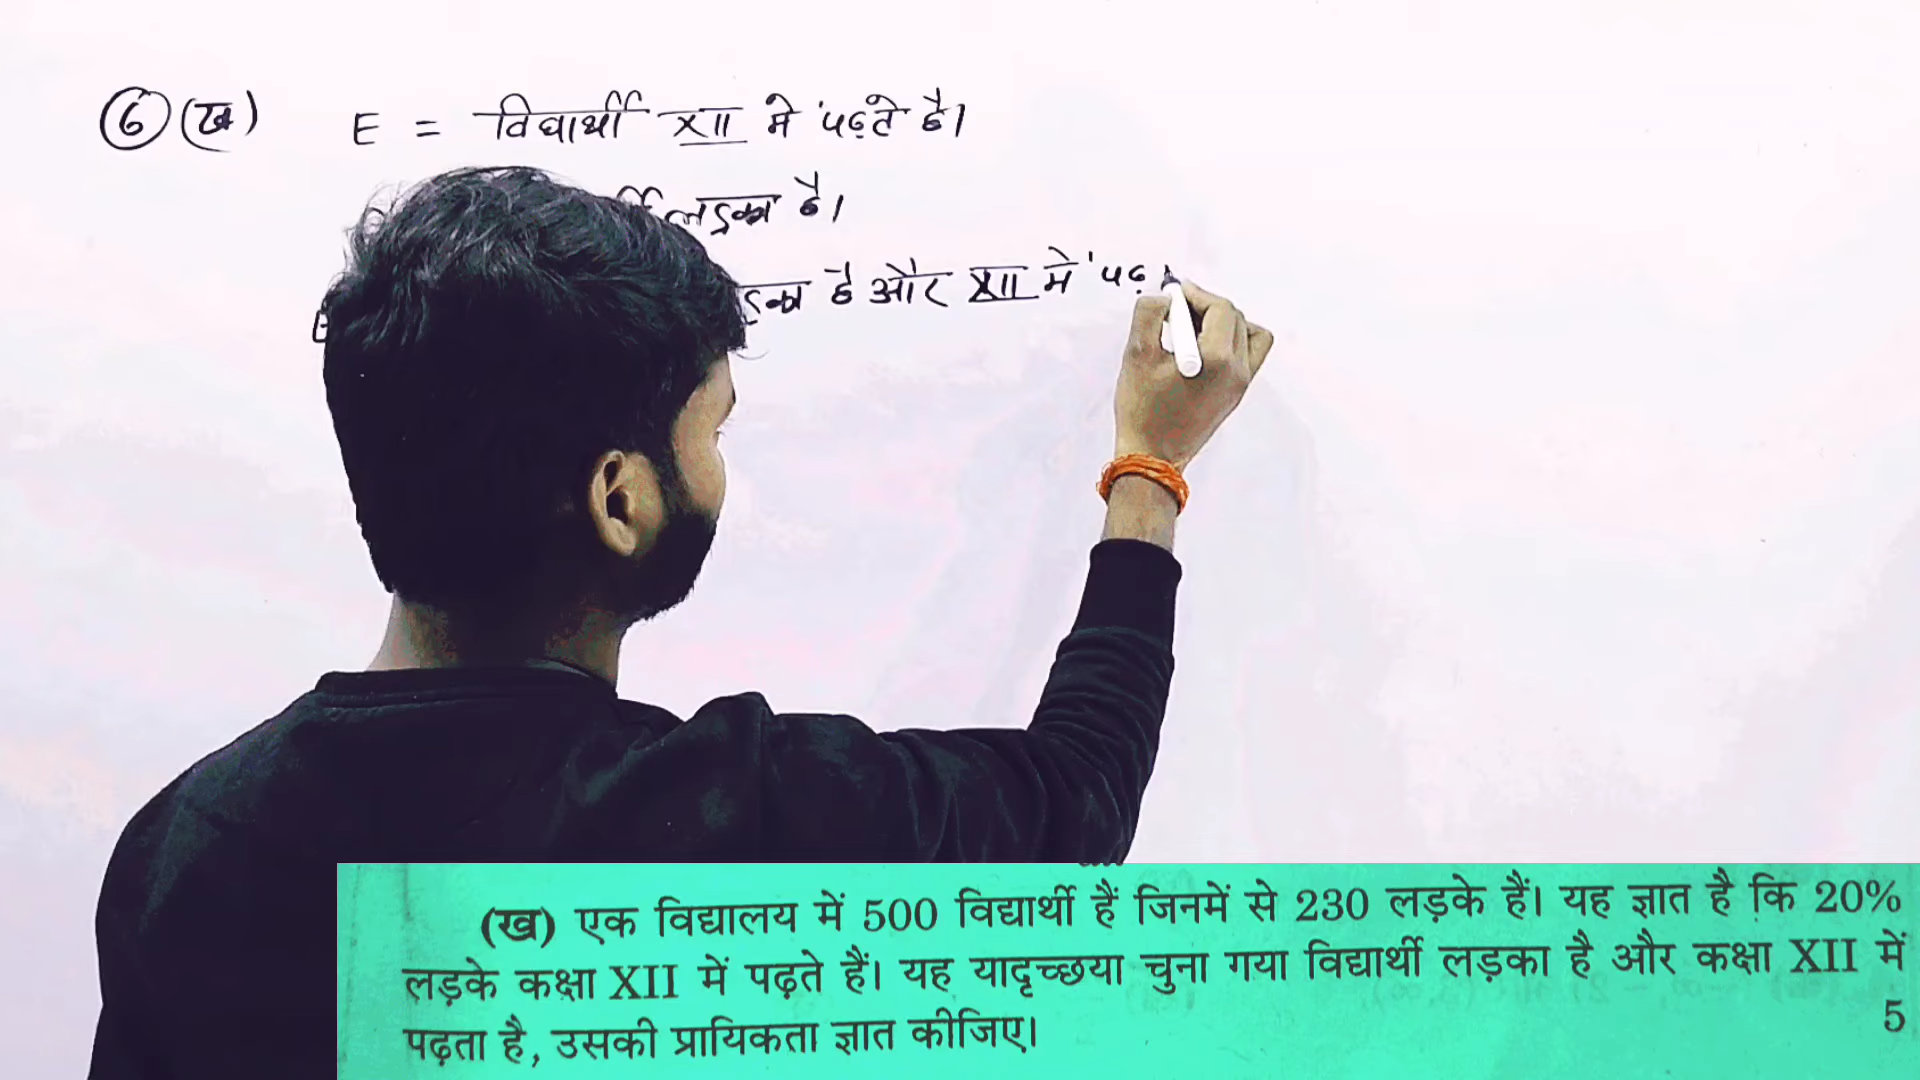 6 (ख) E = विद्यार्थी XII में पढ़ते है।
लड़का है।
है और XII में पढ़
(ख) एक विद्यालय में 500 विद्यार्थी हैं जिनमें से 230 लड़के हैं। यह ज्ञात है कि 20%
लड़के कक्षा XII में पढ़ते हैं। यह यादृच्छया चुना गया विद्यार्थी लड़का है और कक्षा XII में
पढ़ता है, उसकी प्रायिकता ज्ञात कीजिए।
5